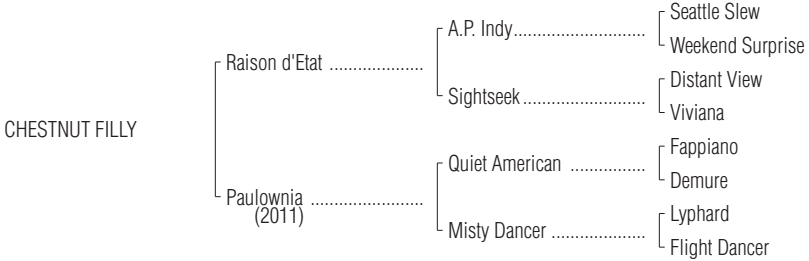 Seattle Slew
A.P. Indy..............................
Weekend Surprise
Raison d'Etat .....................
Distant View
Sightseek............................
Viviana
CHESTNUT FILLY
Fappiano
Quiet American .................
Demure
Paulownia .........................
(2011)
Lyphard
Misty Dancer .....................
Flight Dancer